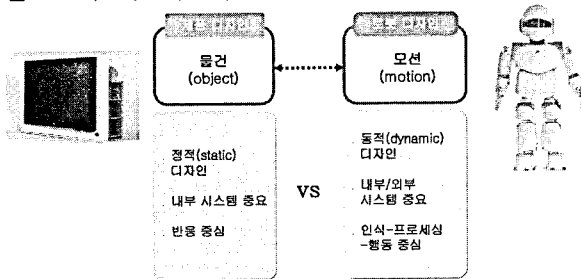 물건
(object)
모션
(motion)
정적(static)
디자인
내부 시스템 중요
반응 중심
VS
동적(dynamic)
디자인
내부/외부
시스템 중요
인식-프로세싱
-행동 중심